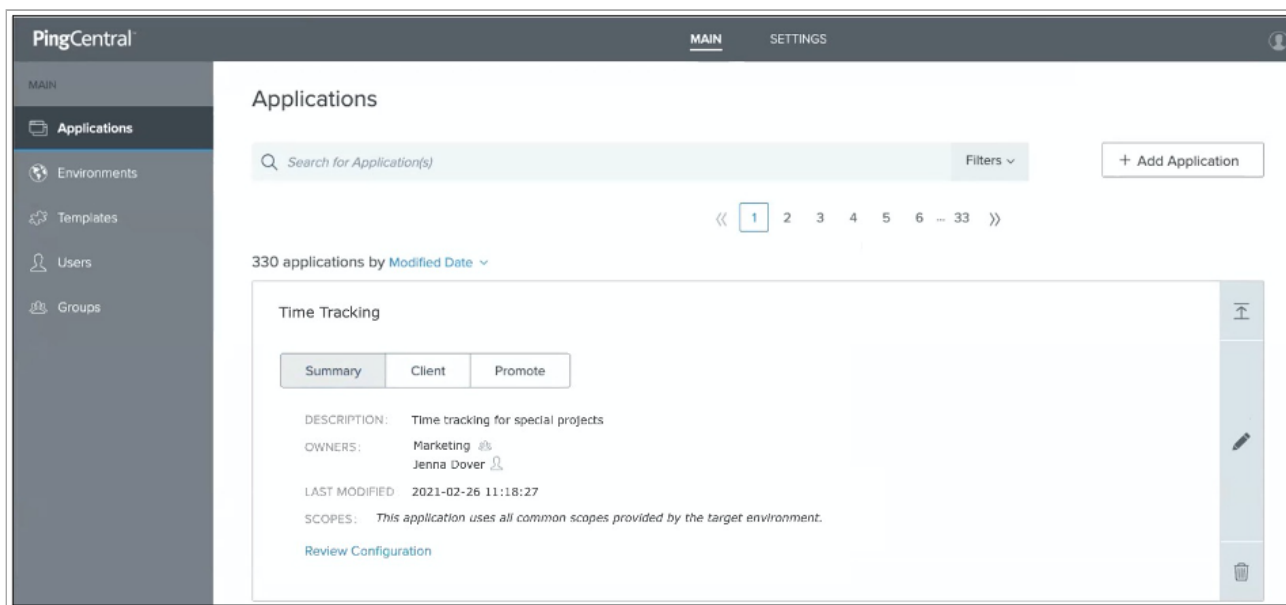 PingCentral
MAIN
SETTINGS
MAIN
Applications
Environments
Templates
Users
Groups
Applications
Search for Application(s)
Filters
+ Add Application
« 1 2 3 4 5 6 ... 33 »
330 applications by Modified Date
Time Tracking
Summary
Client
Promote
DESCRIPTION: Time tracking for special projects
OWNERS: Marketing
Jenna Dover
LAST MODIFIED 2021-02-26 11:18:27
SCOPES: This application uses all common scopes provided by the target environment.
Review Configuration